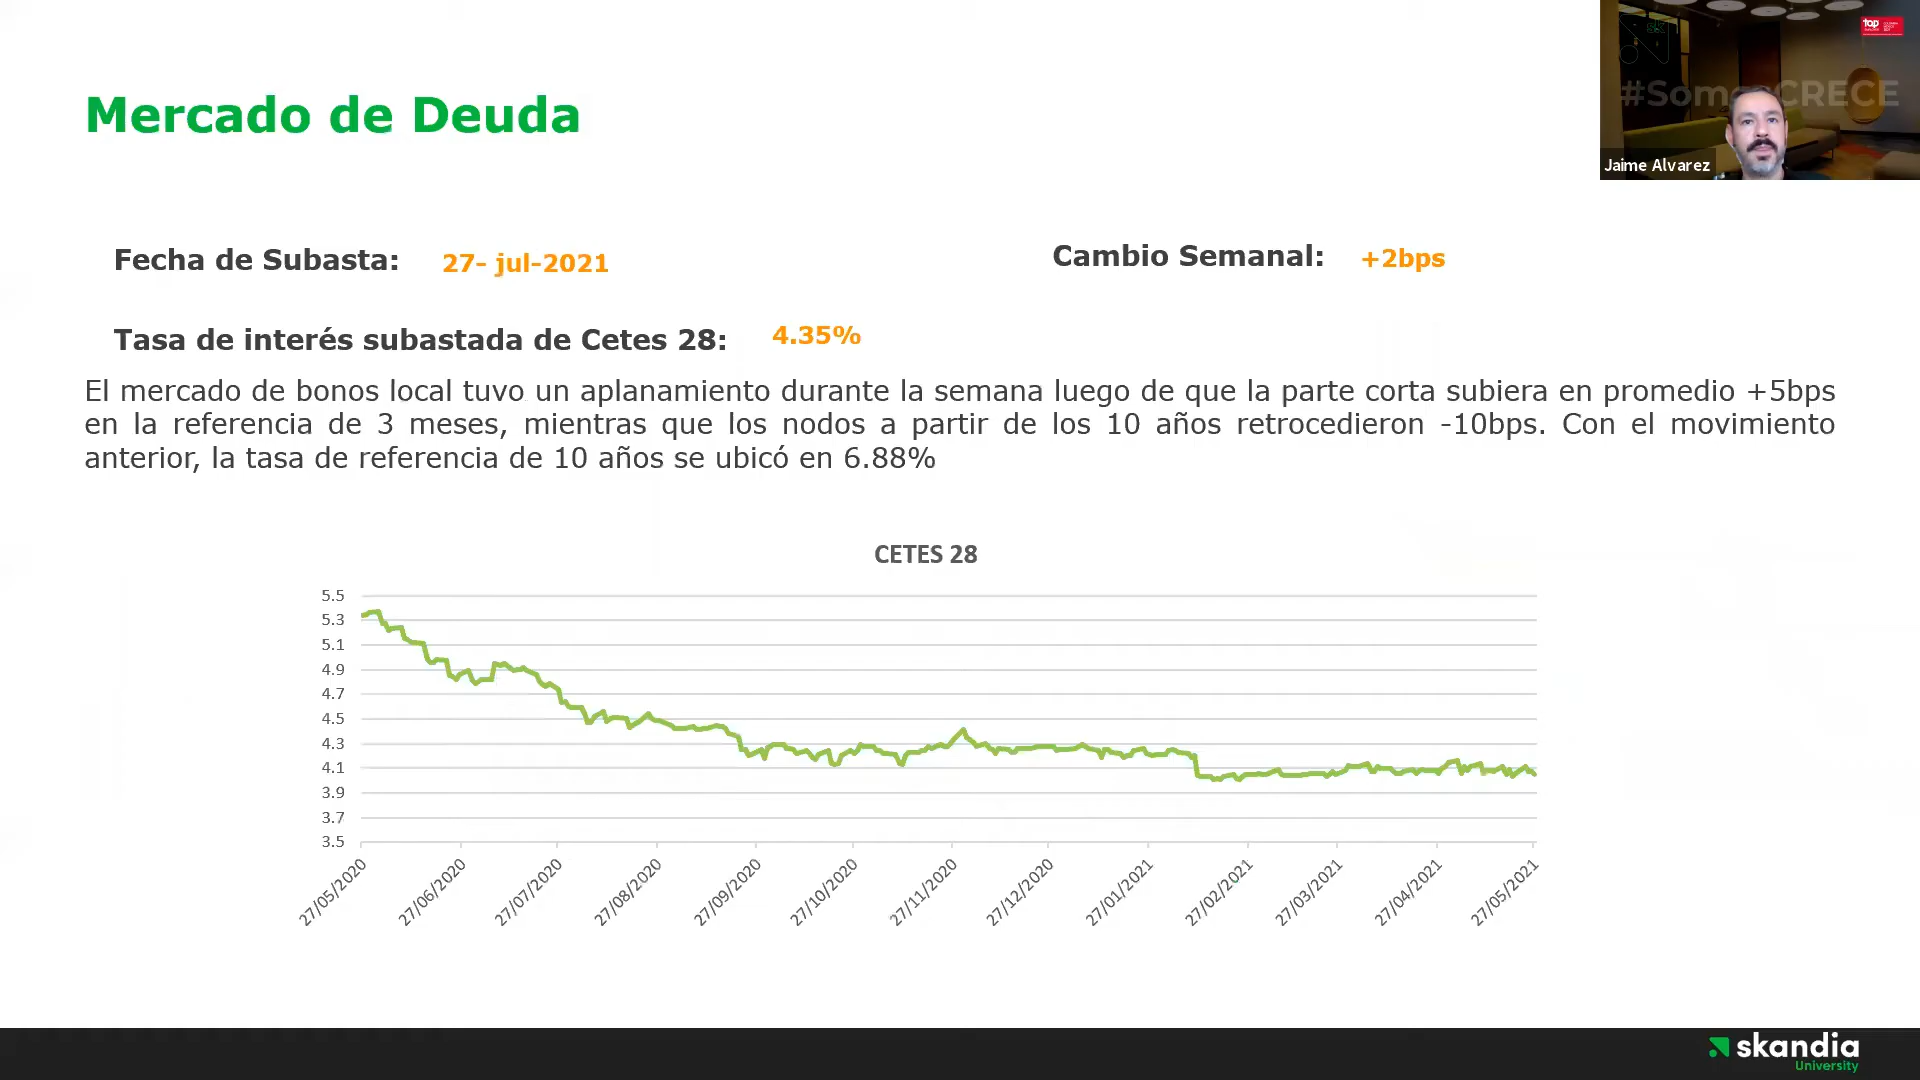 Mercado de Deuda
top
#SomosCRECE
Jaime Alvarez
Fecha de Subasta: 27- jul-2021
Cambio Semanal: +2bps
Tasa de interés subastada de Cetes 28: 4.35%
El mercado de bonos local tuvo un aplanamiento durante la semana luego de que la parte corta subiera en promedio +5bps
en la referencia de 3 meses, mientras que los nodos a partir de los 10 años retrocedieron -10bps. Con el movimiento
anterior, la tasa de referencia de 10 años se ubicó en 6.88%
CETES 28
5.5
5.3
5.1
4.9
4.7
4.5
4.3
4.1
3.9
3.7
3.5
27/05/2020
27/06/2020
27/07/2020
27/08/2020
27/09/2020
27/10/2020
27/11/2020
27/12/2020
27/01/2021
27/02/2021
27/03/2021
27/04/2021
27/05/2021
skandia
University